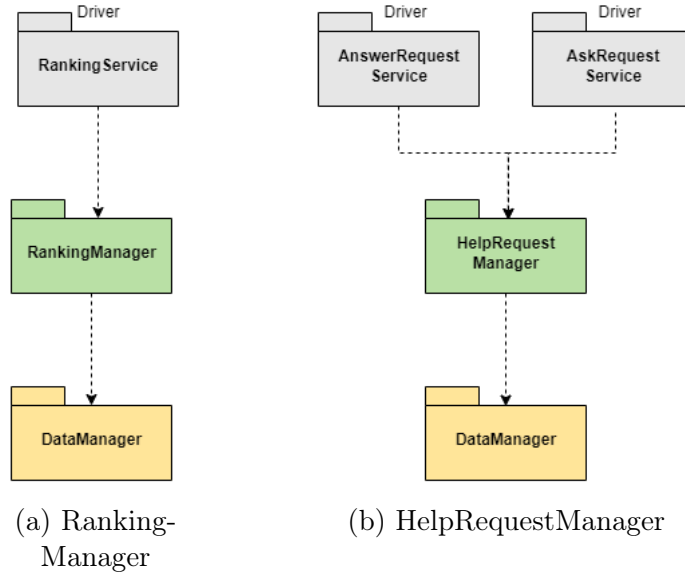 Driver
RankingService
RankingManager
DataManager
(a) Ranking-
Manager
Driver
AnswerRequest
Service
Driver
AskRequest
Service
HelpRequest
Manager
DataManager
(b) HelpRequestManager